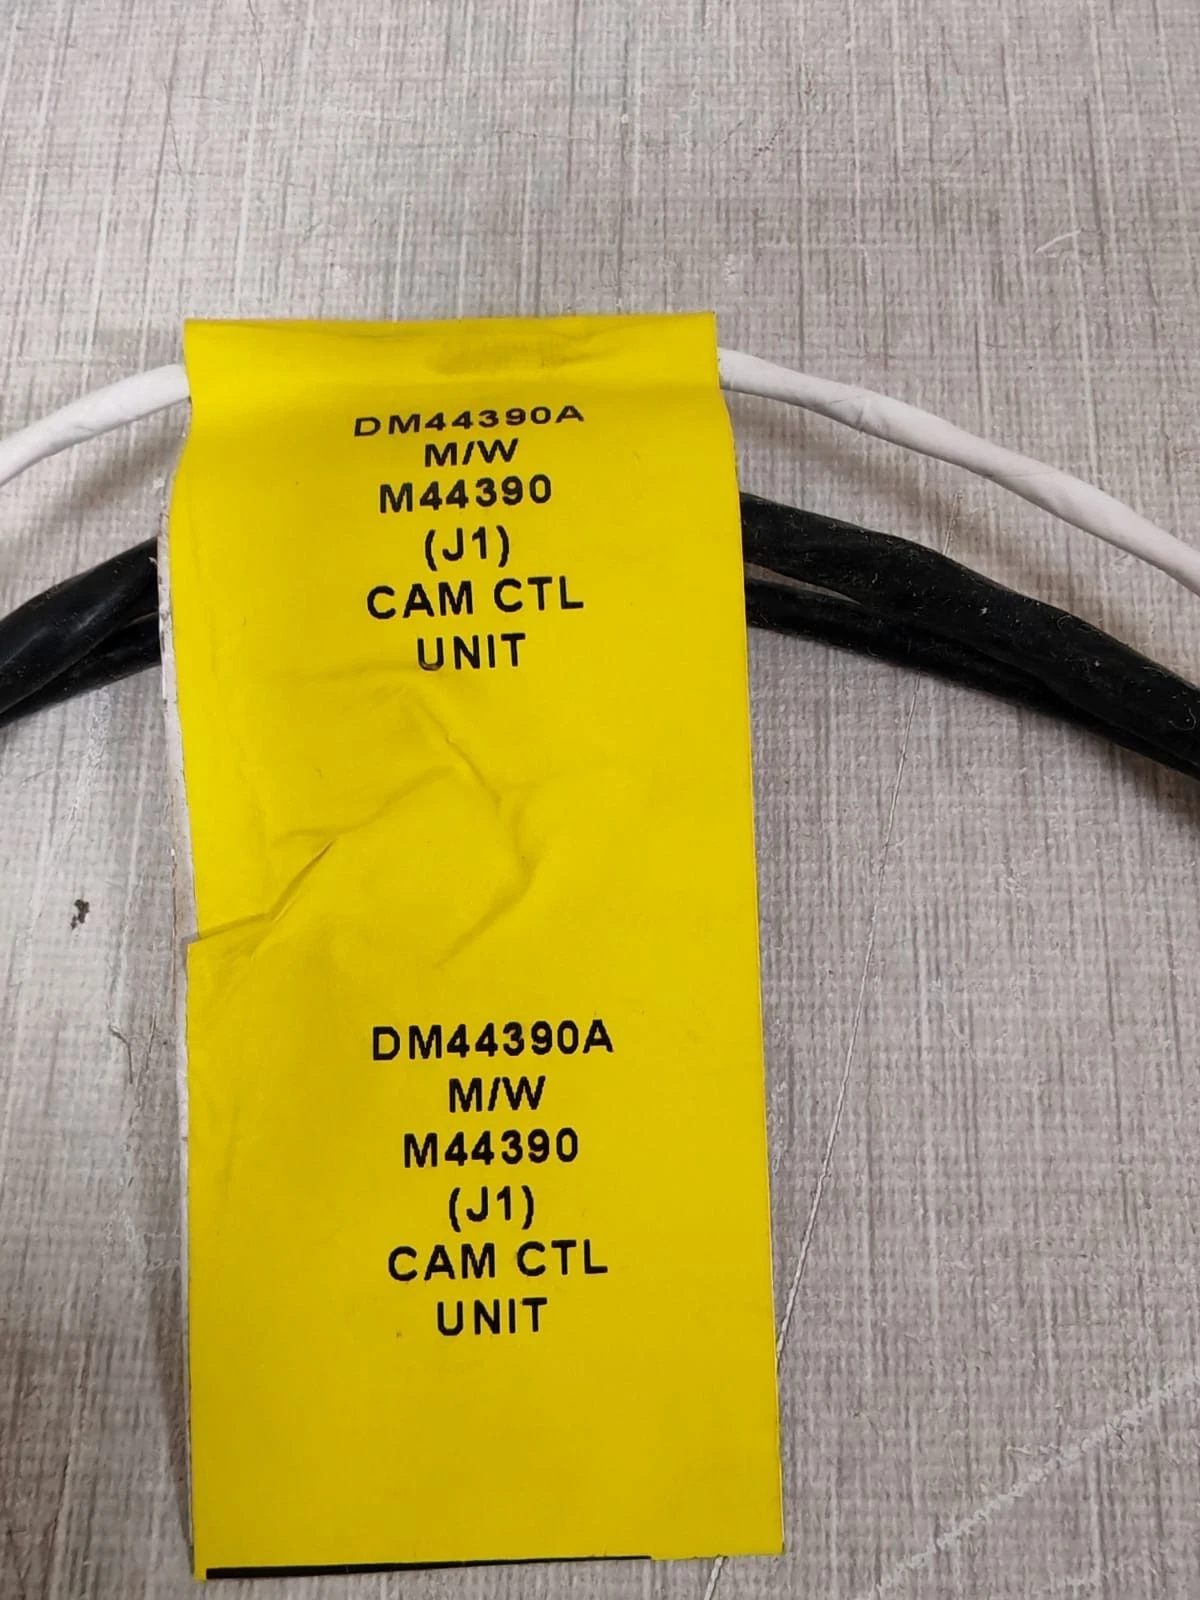 DM44390A
M/W
M44390
(J1)
CAM CTL
UNIT
DM44390A
M/W
M44390
(J1)
CAM CTL
UNIT